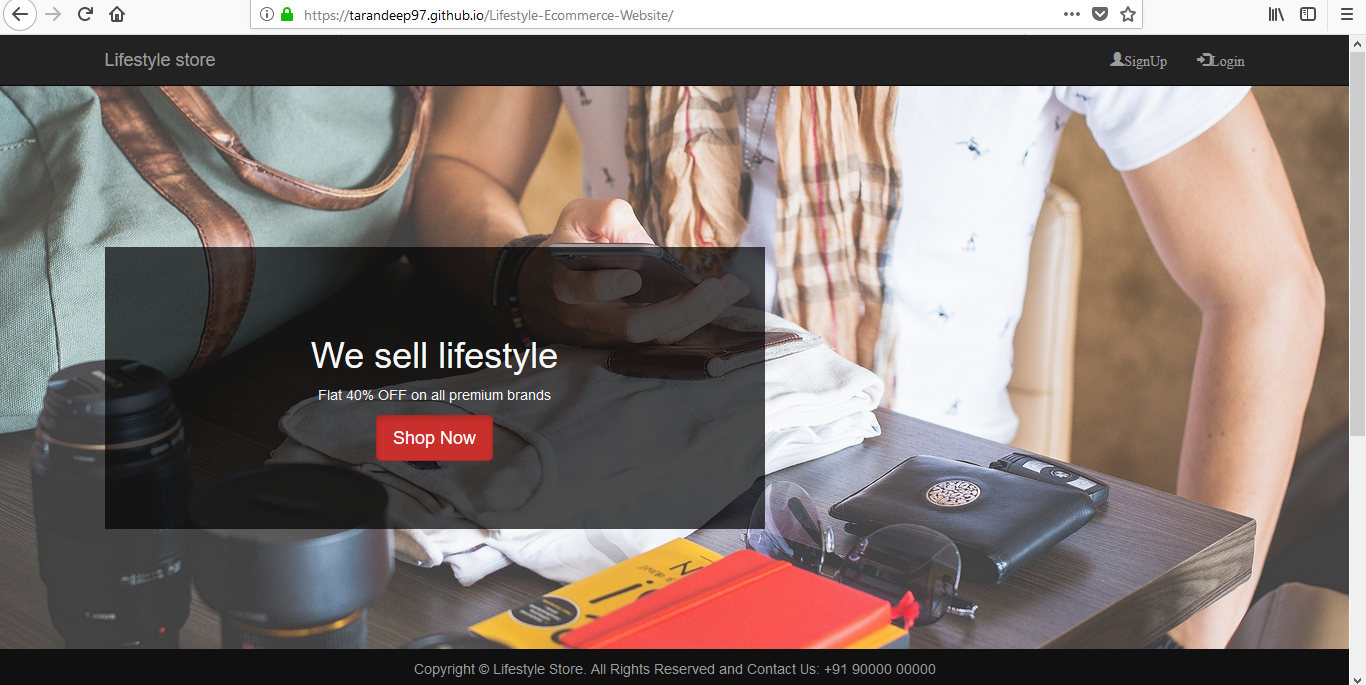 https://tarandeep97.github.io/Lifestyle-Ecommerce-Website/
Lifestyle store
SignUp
Login
We sell lifestyle
Flat 40% OFF on all premium brands
Shop Now
Copyright © Lifestyle Store. All Rights Reserved and Contact Us: +91 90000 00000